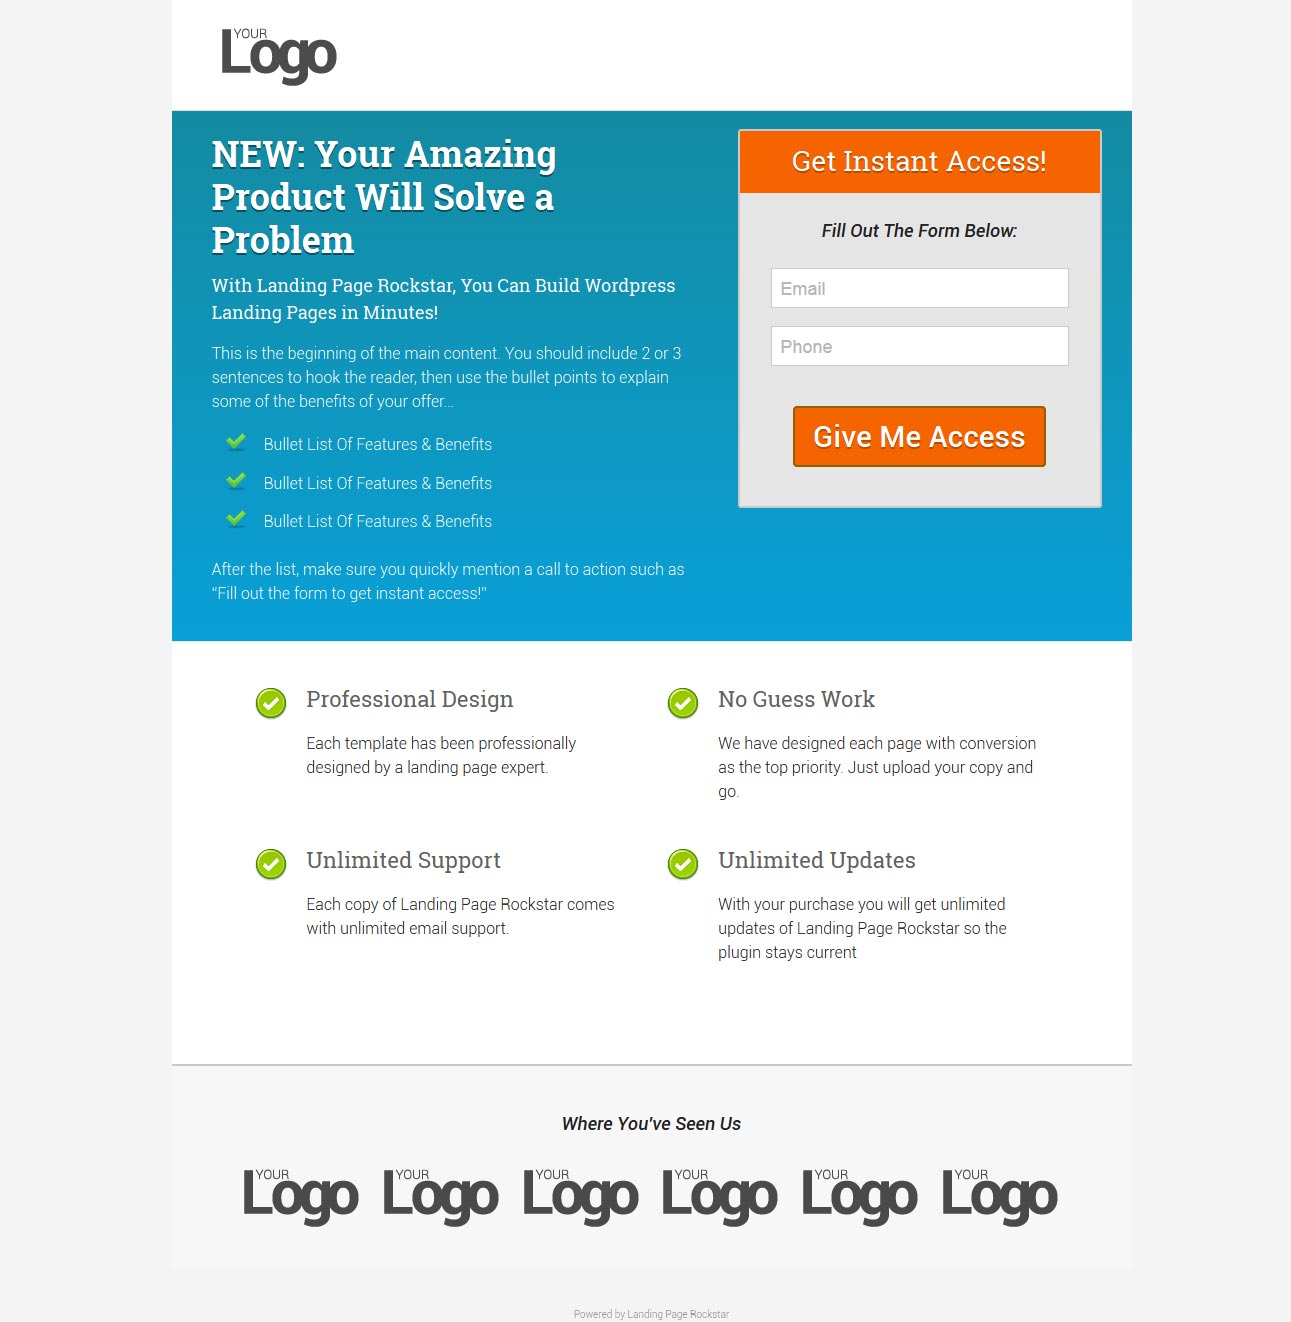 YOUR
Logo
NEW: Your Amazing
Product Will Solve a
Problem
With Landing Page Rockstar, You Can Build Wordpress
Landing Pages in Minutes!
This is the beginning of the main content. You should include 2 or 3
sentences to hook the reader, then use the bullet points to explain
some of the benefits of your offer...
Bullet List Of Features & Benefits
Bullet List Of Features & Benefits
Bullet List Of Features & Benefits
After the list, make sure you quickly mention a call to action such as
“Fill out the form to get instant access!”
Get Instant Access!
Fill Out The Form Below:
Email
Phone
Give Me Access
Professional Design
Each template has been professionally
designed by a landing page expert.
No Guess Work
We have designed each page with conversion
as the top priority. Just upload your copy and
go.
Unlimited Support
Each copy of Landing Page Rockstar comes
with unlimited email support.
Unlimited Updates
With your purchase you will get unlimited
updates of Landing Page Rockstar so the
plugin stays current
Where You've Seen Us
YOUR
Logo
YOUR
Logo
YOUR
Logo
YOUR
Logo
YOUR
Logo
YOUR
Logo
Powered by Landing Page Rockstar